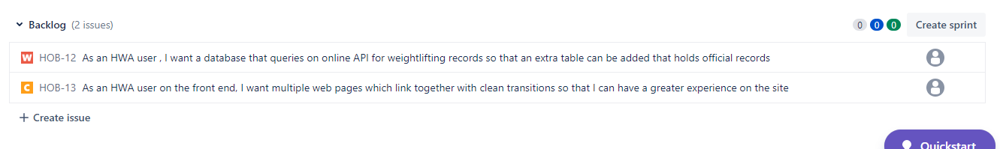 Backlog (2 issues) 0 0 0 Create sprint
W HOB-12 As an HWA user , I want a database that queries on online API for weightlifting records so that an extra table can be added that holds official records
C HOB-13 As an HWA user on the front end, I want multiple web pages which link together with clean transitions so that I can have a greater experience on the site
+ Create issue
Quickstart